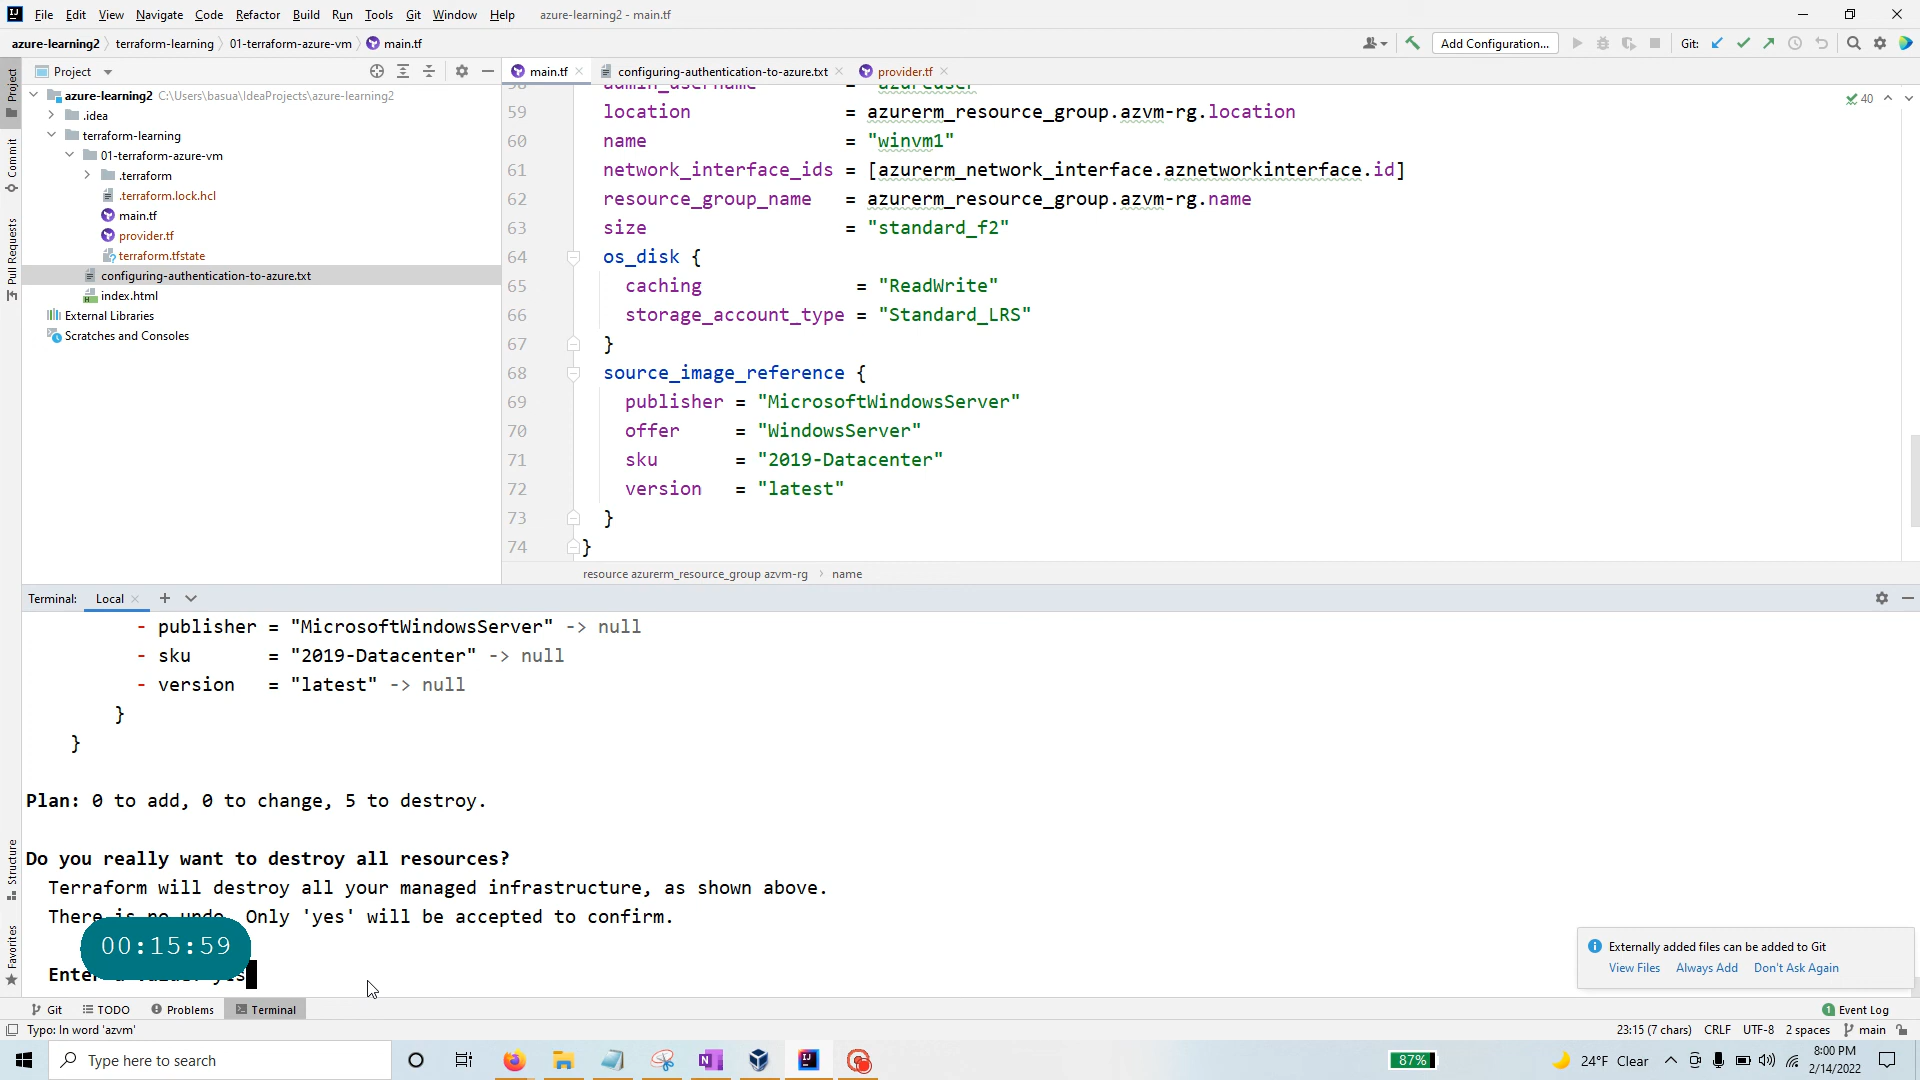 File Edit View Navigate Code Refactor Build Run Tools Git Window Help azure-learning2 - main.tf
azure-learning2 terraform-learning 01-terraform-azure-vm main.tf
Add Configuration... Git:
Project
main.tf configuring-authentication-to-azure.txt provider.tf
azure-learning2 C:\Users\basua\IdeaProjects\azure-learning2
.idea
terraform-learning
01-terraform-azure-vm
.terraform
.terraform.lock.hcl
main.tf
provider.tf
terraform.tfstate
configuring-authentication-to-azure.txt
index.html
External Libraries
Scratches and Consoles
Project
Commit
Pull Requests
Structure
Favorites
40
59 location = azurerm_resource_group.azvm-rg.location
60 name = "winvm1"
61 network_interface_ids = [azurerm_network_interface.aznetworkinterface.id]
62 resource_group_name = azurerm_resource_group.azvm-rg.name
63 size = "standard_f2"
64 os_disk {
65 caching = "ReadWrite"
66 storage_account_type = "Standard_LRS"
67 }
68 source_image_reference {
69 publisher = "MicrosoftWindowsServer"
70 offer = "WindowsServer"
71 sku = "2019-Datacenter"
72 version = "latest"
73 }
74 }
resource azurerm_resource_group azvm-rg name
Terminal: Local
- publisher = "MicrosoftWindowsServer" -> null
- sku = "2019-Datacenter" -> null
- version = "latest" -> null
}
}
Plan: 0 to add, 0 to change, 5 to destroy.
Do you really want to destroy all resources?
Terraform will destroy all your managed infrastructure, as shown above.
There is no undo. Only 'yes' will be accepted to confirm.
00:15:59
Externally added files can be added to Git
View Files Always Add Don't Ask Again
Git TODO Problems Terminal
1 Event Log
Typo: In word 'azvm'
23:15 (7 chars) CRLF UTF-8 2 spaces main
Type here to search
87%
24°F Clear
8:00 PM
2/14/2022